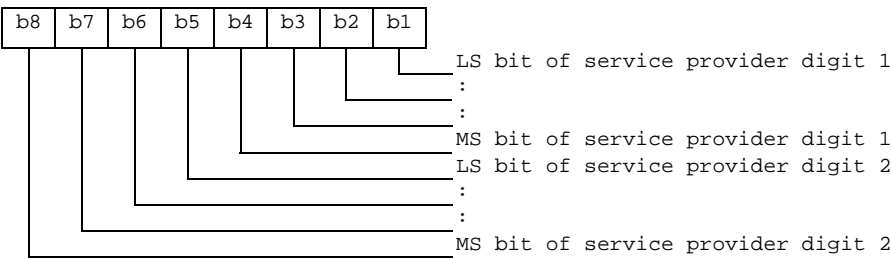 b8 b7 b6 b5 b4 b3 b2 b1
LS bit of service provider digit 1
:
:
MS bit of service provider digit 1
LS bit of service provider digit 2
:
:
MS bit of service provider digit 2